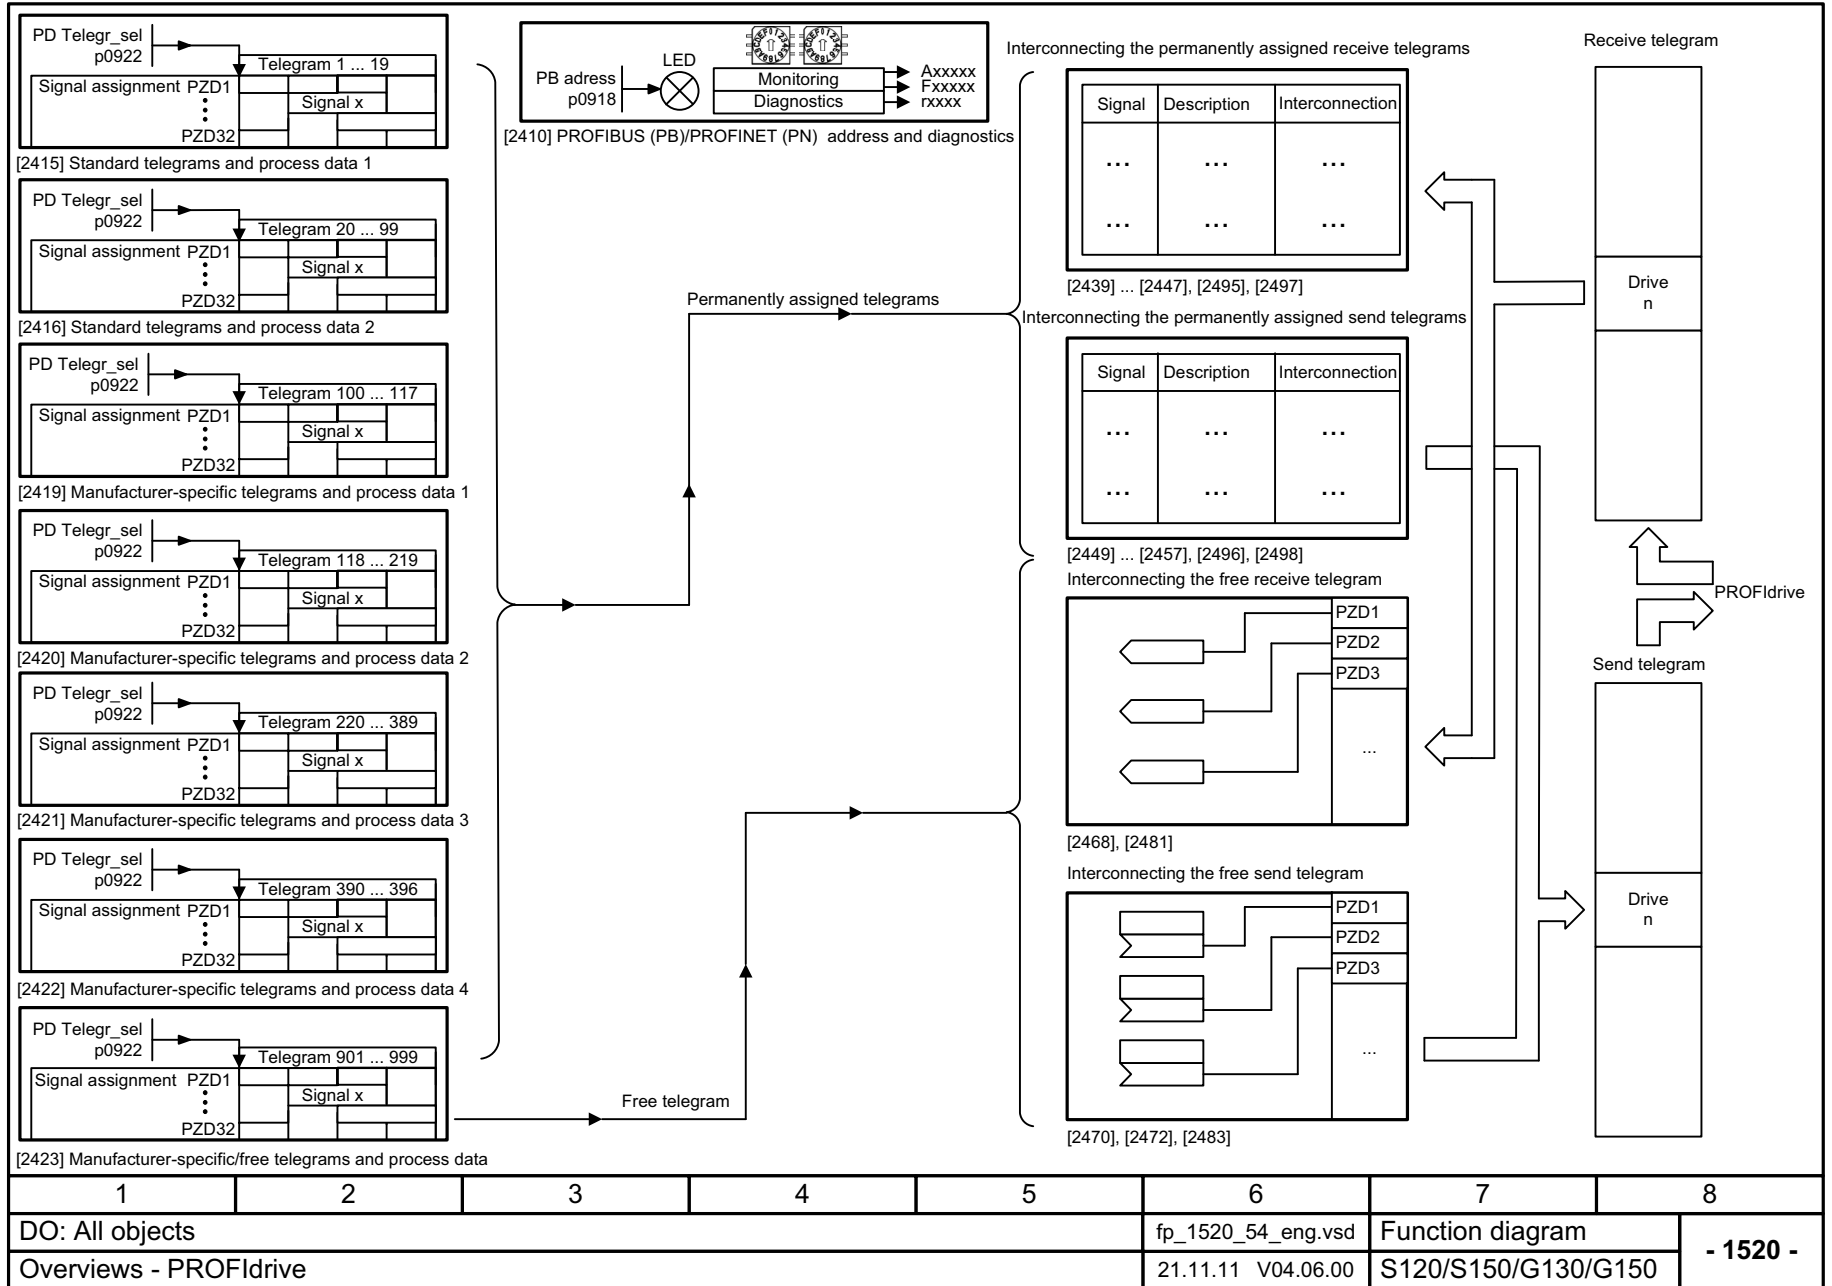 PD Telegr_sel
p0922
Telegram 1 ... 19
Signal assignment PZD1
Signal x
PZD32
[2415] Standard telegrams and process data 1
PD Telegr_sel
p0922
Telegram 20 ... 99
Signal assignment PZD1
Signal x
PZD32
[2416] Standard telegrams and process data 2
PD Telegr_sel
p0922
Telegram 100 ... 117
Signal assignment PZD1
Signal x
PZD32
[2419] Manufacturer-specific telegrams and process data 1
PD Telegr_sel
p0922
Telegram 118 ... 219
Signal assignment PZD1
Signal x
PZD32
[2420] Manufacturer-specific telegrams and process data 2
PD Telegr_sel
p0922
Telegram 220 ... 389
Signal assignment PZD1
Signal x
PZD32
[2421] Manufacturer-specific telegrams and process data 3
PD Telegr_sel
p0922
Telegram 390 ... 396
Signal assignment PZD1
Signal x
PZD32
[2422] Manufacturer-specific telegrams and process data 4
PD Telegr_sel
p0922
Telegram 901 ... 999
Signal assignment PZD1
Signal x
PZD32
[2423] Manufacturer-specific/free telegrams and process data
PB adress
p0918
LED
Monitoring
Diagnostics
Axxxxx
Fxxxxx
rxxxx
[2410] PROFIBUS (PB)/PROFINET (PN) address and diagnostics
Permanently assigned telegrams
Free telegram
Interconnecting the permanently assigned receive telegrams
Signal Description Interconnection
... ... ...
... ... ...
[2439] ... [2447], [2495], [2497]
Interconnecting the permanently assigned send telegrams
Signal Description Interconnection
... ... ...
... ... ...
[2449] ... [2457], [2496], [2498]
Interconnecting the free receive telegram
PZD1
PZD2
PZD3
...
[2468], [2481]
Interconnecting the free send telegram
PZD1
PZD2
PZD3
...
[2470], [2472], [2483]
Receive telegram
Drive
n
PROFIdrive
Send telegram
Drive
n
1 2 3 4 5 6 7 8
DO: All objects
fp_1520_54_eng.vsd
Function diagram
- 1520 -
Overviews - PROFIdrive
21.11.11 V04.06.00
S120/S150/G130/G150